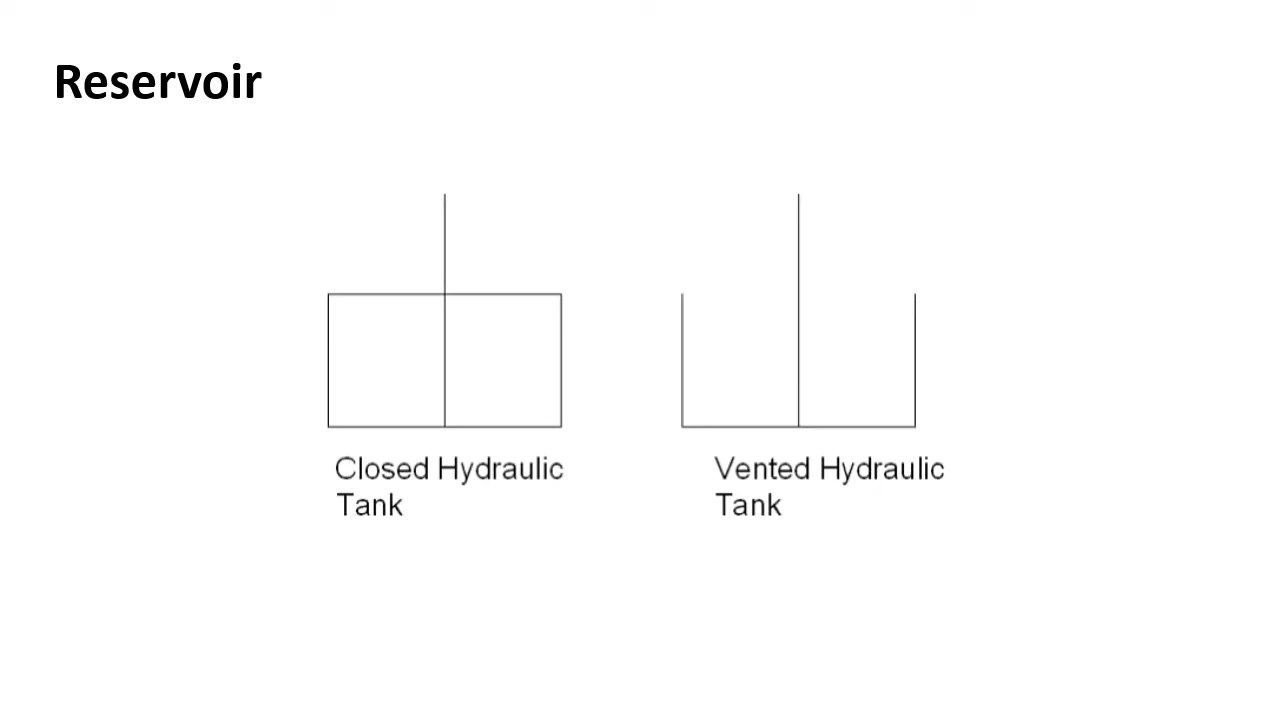 Reservoir
Closed Hydraulic
Tank
Vented Hydraulic
Tank